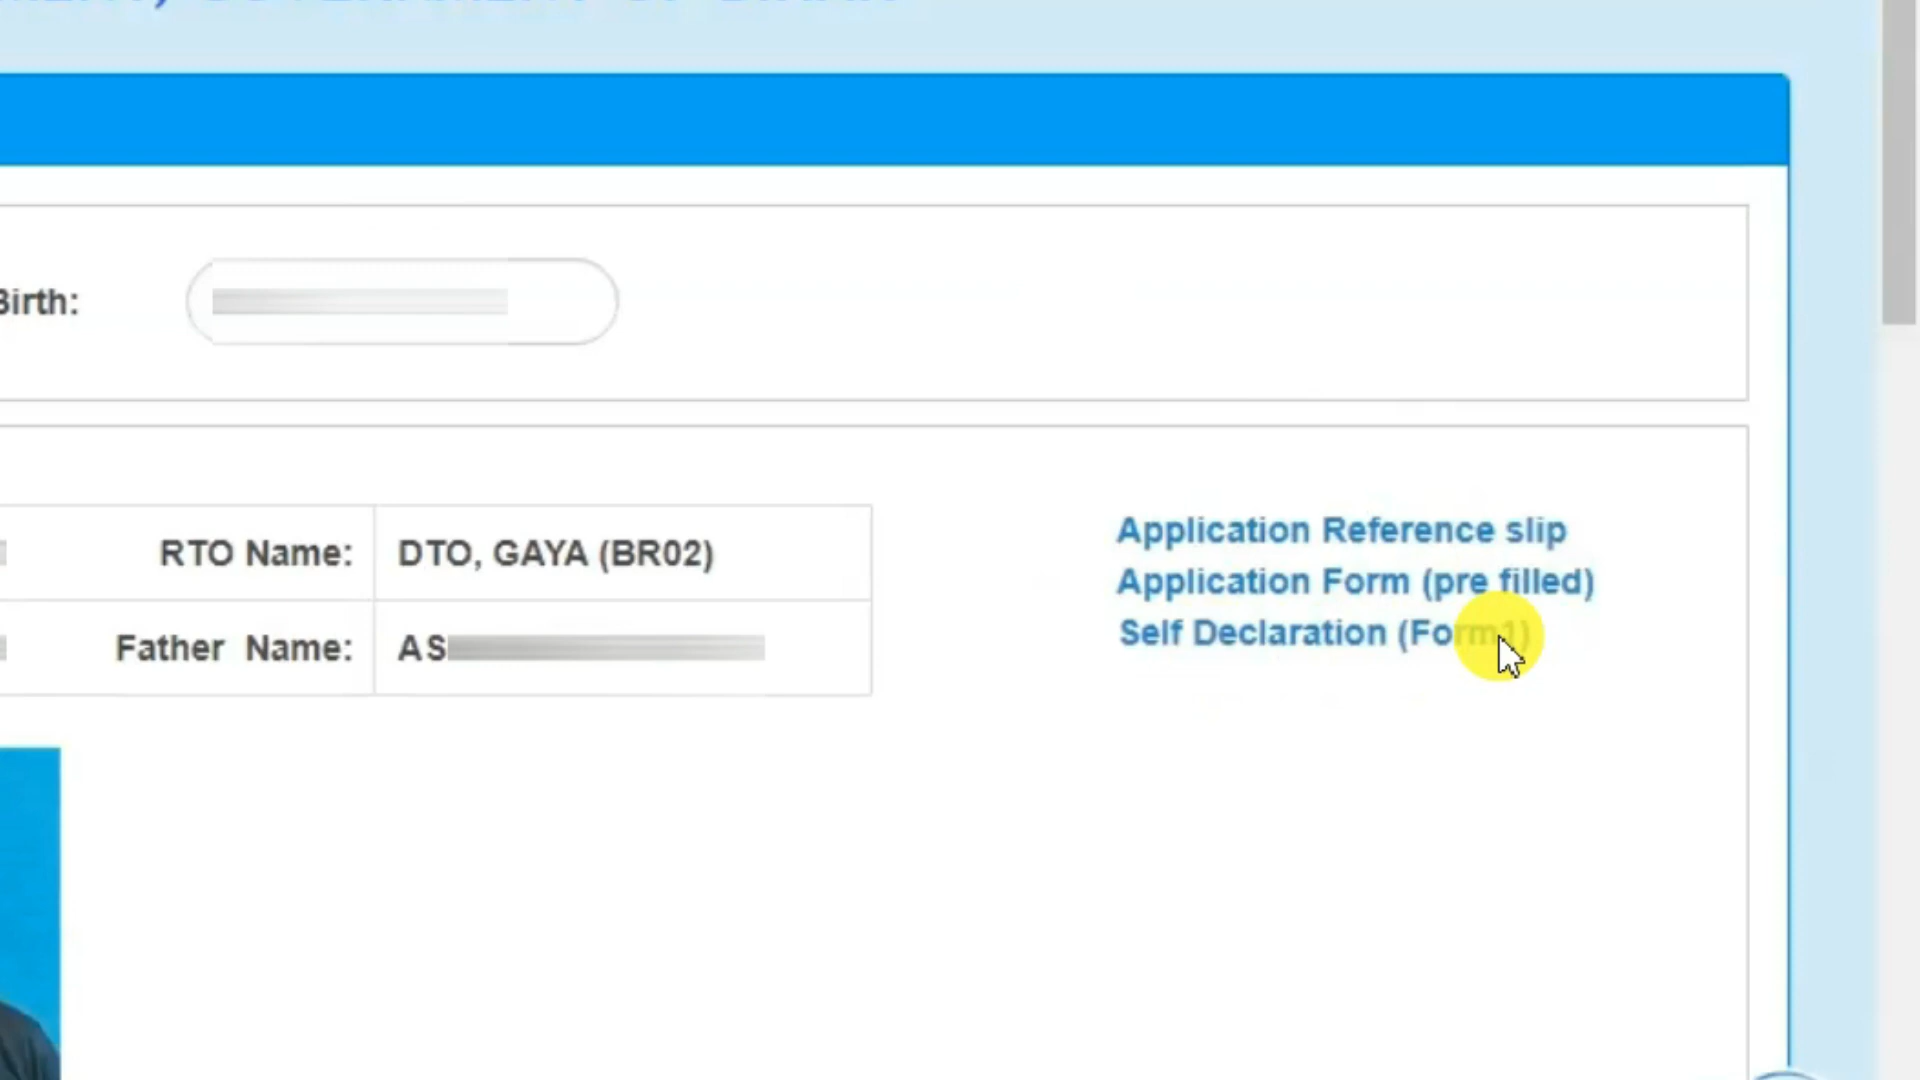 Birth:
RTO Name: DTO, GAYA (BR02)
Father Name: AS
Application Reference slip
Application Form (pre filled)
Self Declaration (Form1)